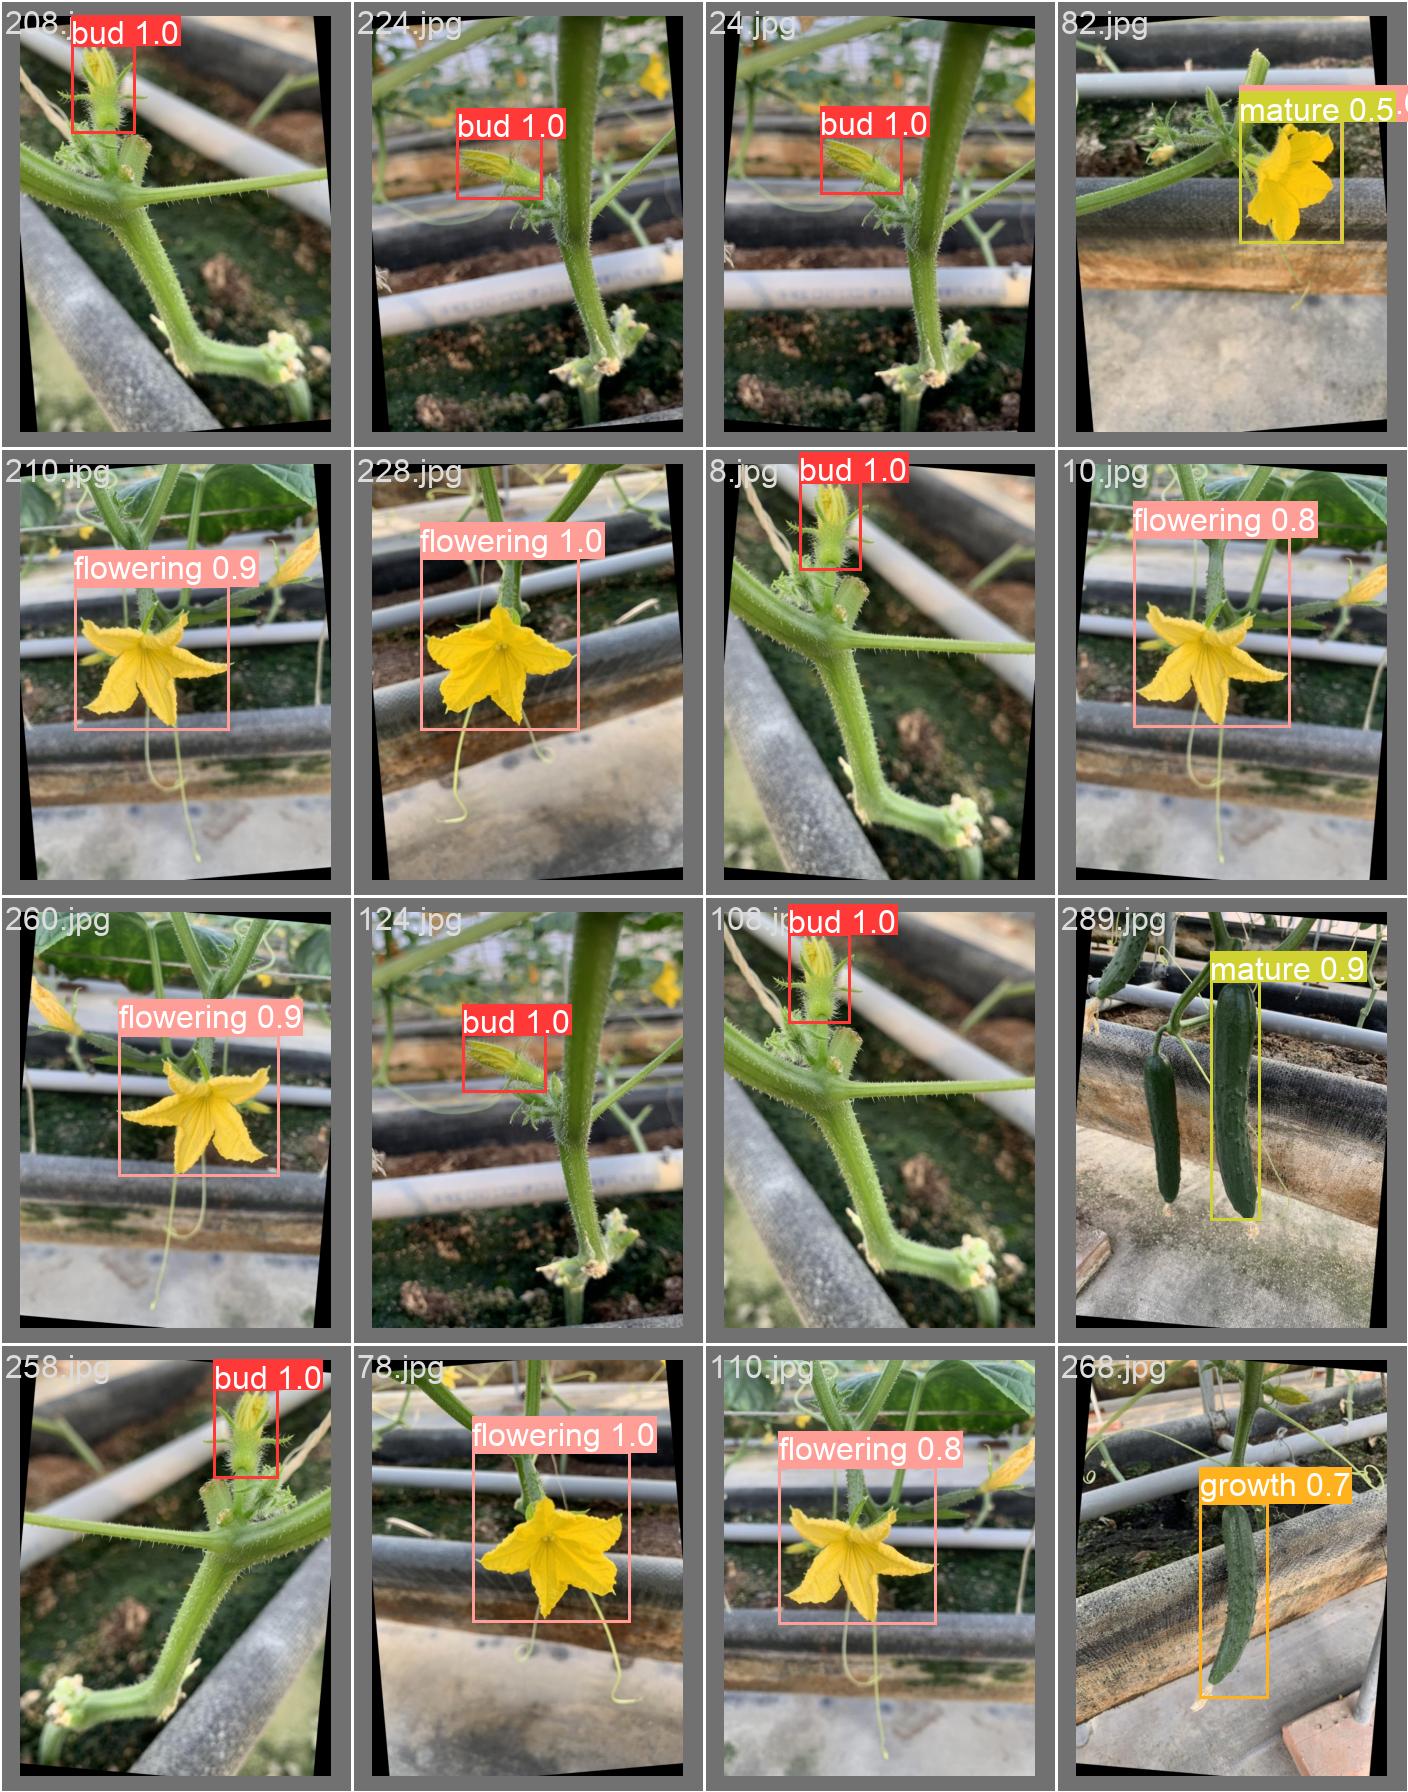 208.jpg
bud 1.0
224.jpg
bud 1.0
24.jpg
bud 1.0
82.jpg
mature 0.5
210.jpg
flowering 0.9
228.jpg
flowering 1.0
8.jpg
bud 1.0
10.jpg
flowering 0.8
260.jpg
flowering 0.9
124.jpg
bud 1.0
108.jpg
bud 1.0
289.jpg
mature 0.9
258.jpg
bud 1.0
78.jpg
flowering 1.0
110.jpg
flowering 0.8
268.jpg
growth 0.7